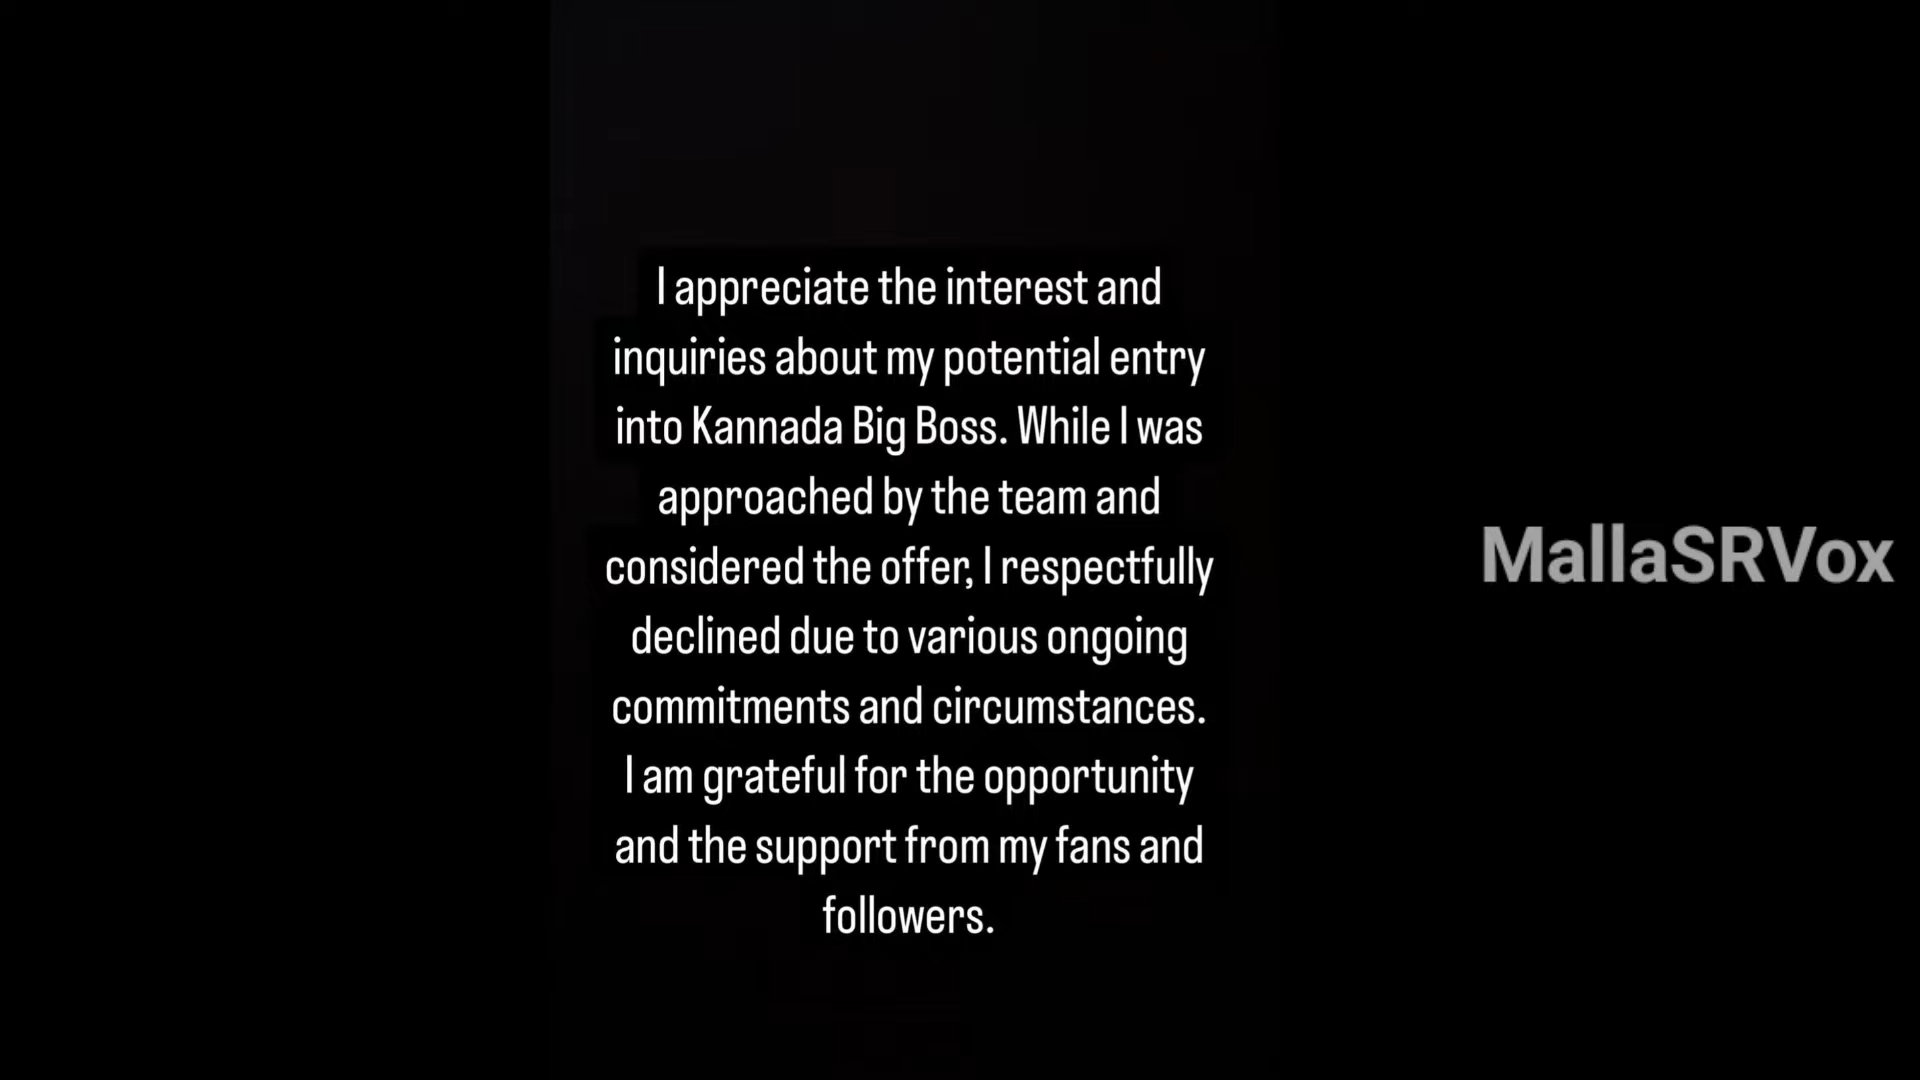 I appreciate the interest and
inquiries about my potential entry
into Kannada Big Boss. While I was
approached by the team and
considered the offer, I respectfully
declined due to various ongoing
commitments and circumstances.
I am grateful for the opportunity
and the support from my fans and
followers.
MallaSRVox